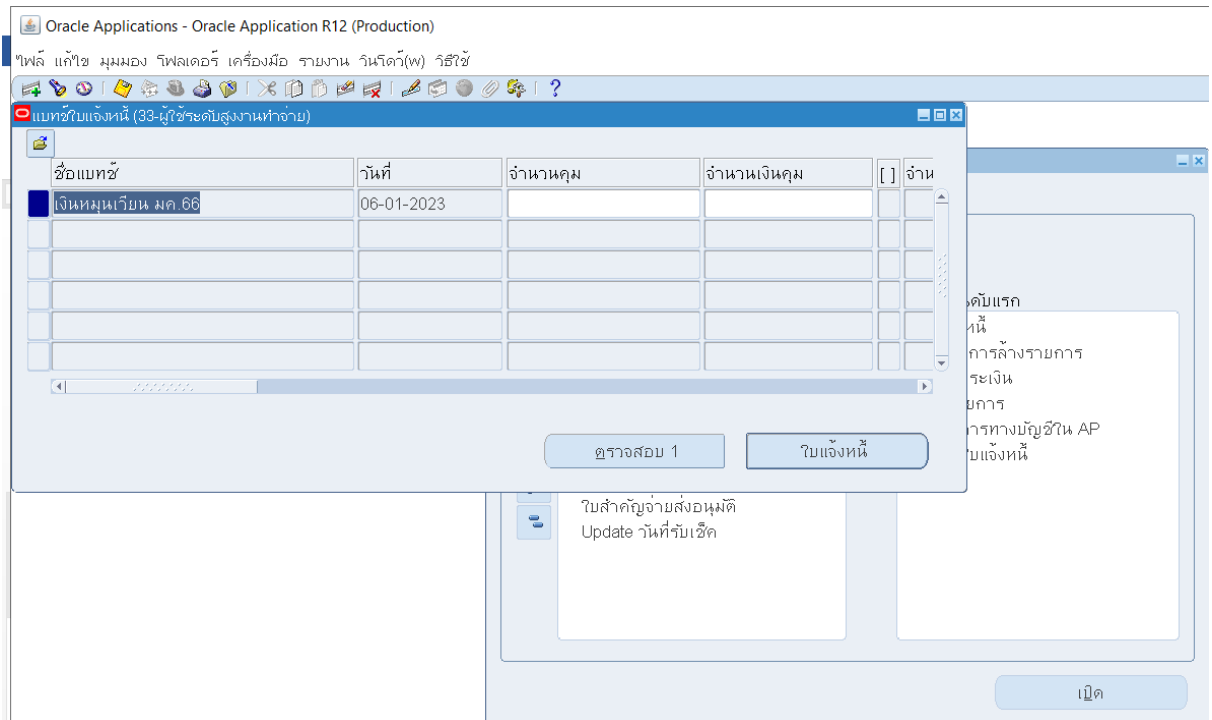 Oracle Applications - Oracle Application R12 (Production)
ไฟล์ แก้ไข มุมมอง โฟลเดอร์ เครื่องมือ รายงาน วินโดว์(w) วิธีใช้
แบทช์ใบแจ้งหนี้ (33-ผู้ใช้ระดับสูงงานทำจ่าย)
ชื่อแบทช์ วันที่ จำนวนคุม จำนวนเงินคุม [ ] จำน
เงินหมุนเวียน มค.66 06-01-2023
ตรวจสอบ 1 ใบแจ้งหนี้
นดับแรก
หนี้
การล้างรายการ
ระเงิน
ยการ
ารทางบัญชีใน AP
ใบแจ้งหนี้
ใบสำคัญจ่ายส่งอนุมัติ
Update วันที่รับเช็ค
เปิด